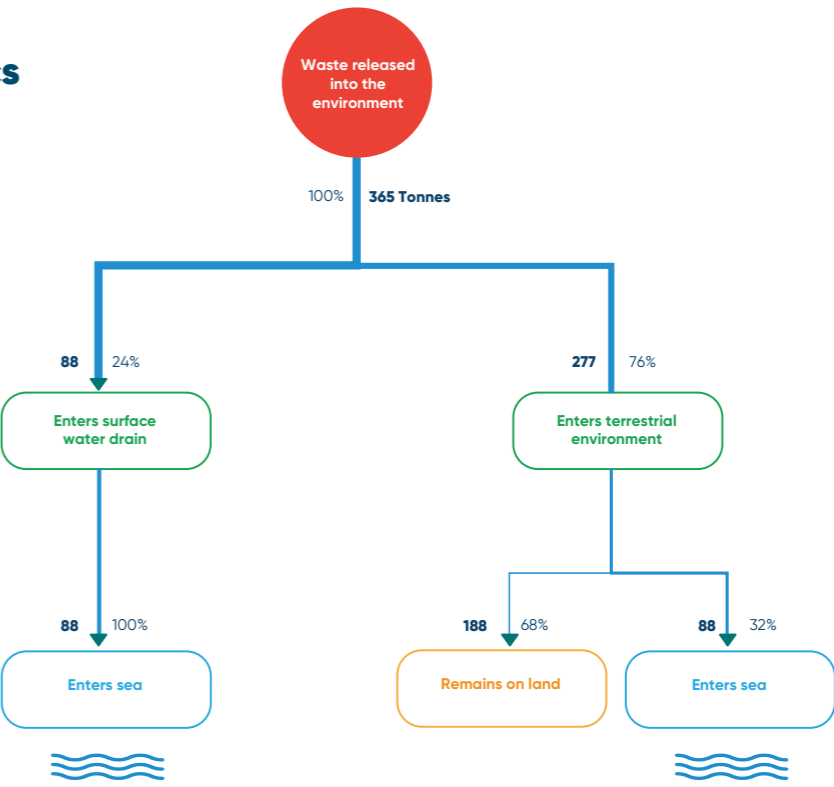 Waste released
into the
environment
100% 365 Tonnes
88 24%
277 76%
Enters surface
water drain
Enters terrestrial
environment
88 100%
188 68%
88 32%
Enters sea
Remains on land
Enters sea